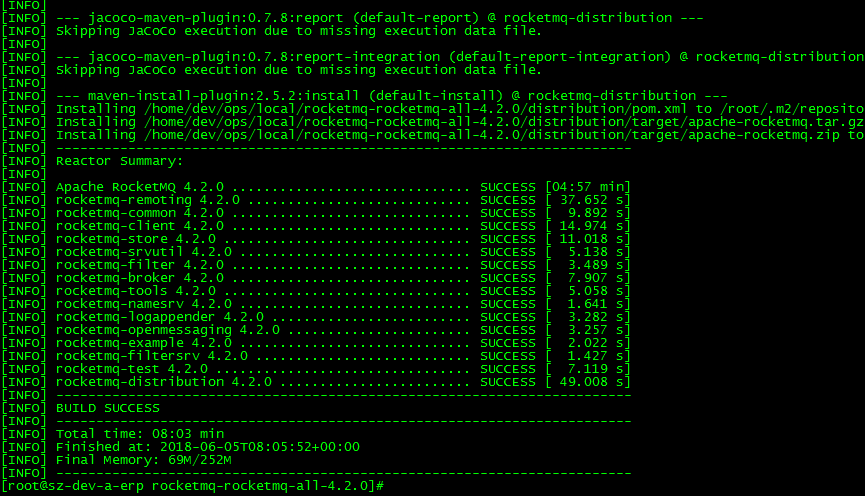 [INFO]
[INFO] --- jacoco-maven-plugin:0.7.8:report (default-report) @ rocketmq-distribution ---
[INFO] Skipping JaCoCo execution due to missing execution data file.
[INFO]
[INFO] --- jacoco-maven-plugin:0.7.8:report-integration (default-report-integration) @ rocketmq-distribution
[INFO] Skipping JaCoCo execution due to missing execution data file.
[INFO]
[INFO] --- maven-install-plugin:2.5.2:install (default-install) @ rocketmq-distribution ---
[INFO] Installing /home/dev/ops/local/rocketmq-rocketmq-all-4.2.0/distribution/pom.xml to /root/.m2/reposito
[INFO] Installing /home/dev/ops/local/rocketmq-rocketmq-all-4.2.0/distribution/target/apache-rocketmq.tar.gz
[INFO] Installing /home/dev/ops/local/rocketmq-rocketmq-all-4.2.0/distribution/target/apache-rocketmq.zip to
[INFO] ------------------------------------------------------------------------
[INFO] Reactor Summary:
[INFO]
[INFO] Apache RocketMQ 4.2.0 .............................. SUCCESS [04:57 min]
[INFO] rocketmq-remoting 4.2.0 ............................ SUCCESS [ 37.652 s]
[INFO] rocketmq-common 4.2.0 .............................. SUCCESS [  9.892 s]
[INFO] rocketmq-client 4.2.0 .............................. SUCCESS [ 14.974 s]
[INFO] rocketmq-store 4.2.0 ............................... SUCCESS [ 11.018 s]
[INFO] rocketmq-srvutil 4.2.0 ............................. SUCCESS [  5.138 s]
[INFO] rocketmq-filter 4.2.0 .............................. SUCCESS [  3.489 s]
[INFO] rocketmq-broker 4.2.0 .............................. SUCCESS [  7.907 s]
[INFO] rocketmq-tools 4.2.0 ............................... SUCCESS [  5.058 s]
[INFO] rocketmq-namesrv 4.2.0 ............................. SUCCESS [  1.641 s]
[INFO] rocketmq-logappender 4.2.0 ......................... SUCCESS [  3.282 s]
[INFO] rocketmq-openmessaging 4.2.0 ....................... SUCCESS [  3.257 s]
[INFO] rocketmq-example 4.2.0 ............................. SUCCESS [  2.022 s]
[INFO] rocketmq-filtersrv 4.2.0 ........................... SUCCESS [  1.427 s]
[INFO] rocketmq-test 4.2.0 ................................ SUCCESS [  7.119 s]
[INFO] rocketmq-distribution 4.2.0 ........................ SUCCESS [ 49.008 s]
[INFO] ------------------------------------------------------------------------
[INFO] BUILD SUCCESS
[INFO] ------------------------------------------------------------------------
[INFO] Total time: 08:03 min
[INFO] Finished at: 2018-06-05T08:05:52+00:00
[INFO] Final Memory: 69M/252M
[INFO] ------------------------------------------------------------------------
[root@sz-dev-a-erp rocketmq-rocketmq-all-4.2.0]#